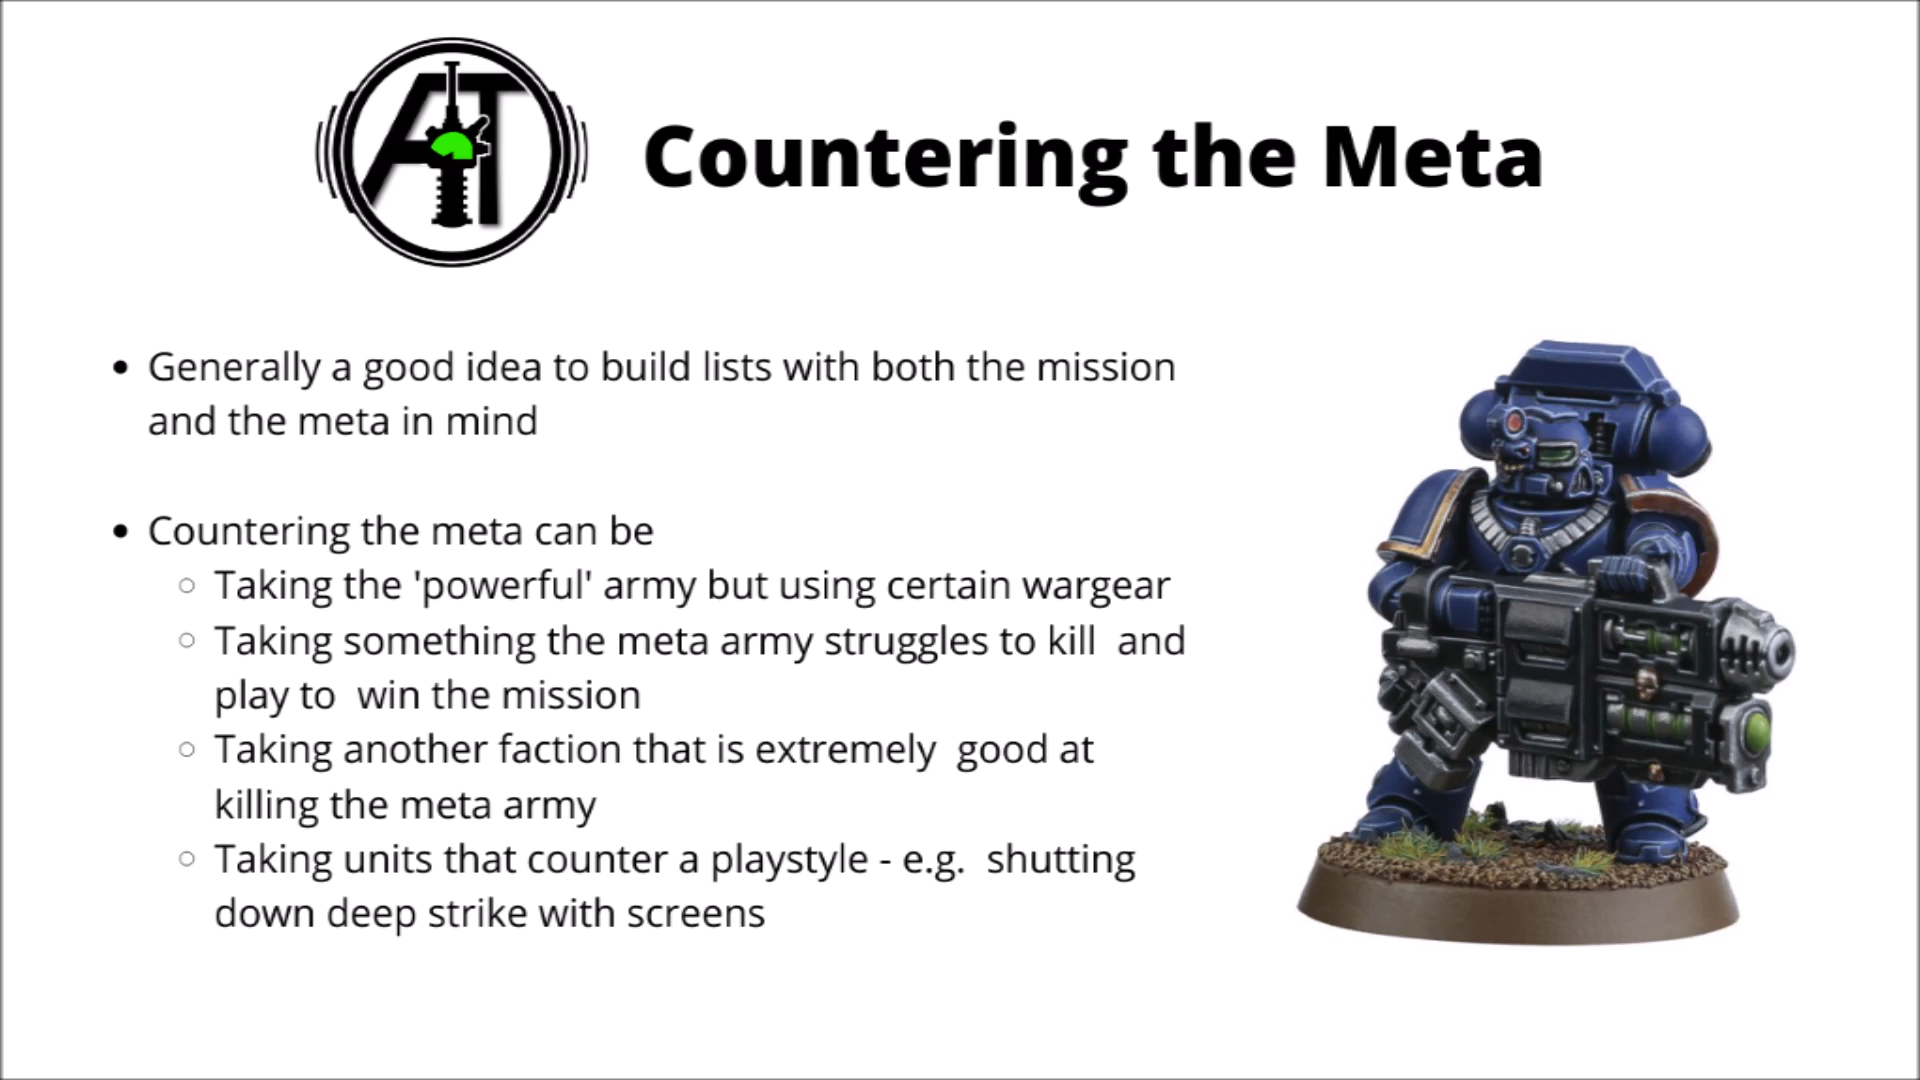 AT
Countering the Meta
• Generally a good idea to build lists with both the mission
and the meta in mind
• Countering the meta can be
○ Taking the 'powerful' army but using certain wargear
○ Taking something the meta army struggles to kill  and
play to  win the mission
○ Taking another faction that is extremely  good at
killing the meta army
○ Taking units that counter a playstyle - e.g.  shutting
down deep strike with screens